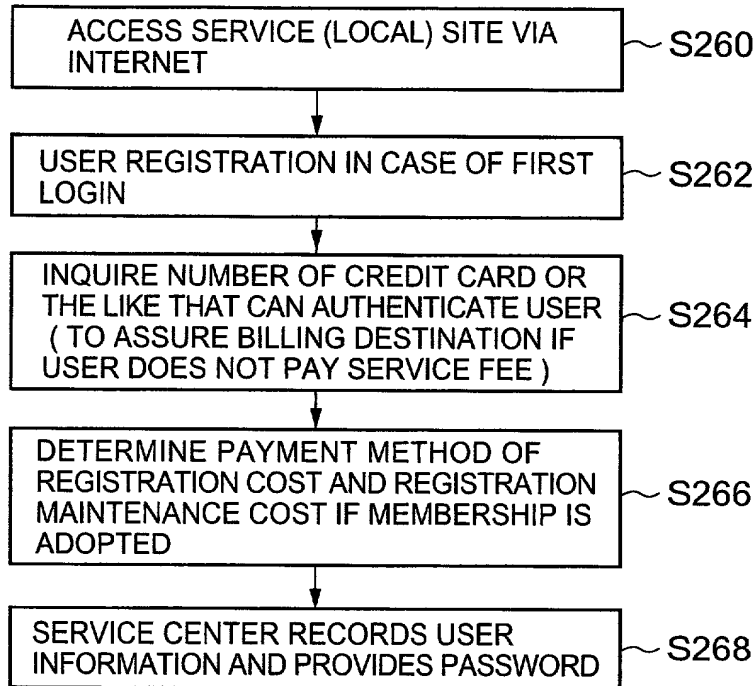 ACCESS SERVICE (LOCAL) SITE VIA
INTERNET
S260
USER REGISTRATION IN CASE OF FIRST
LOGIN
S262
INQUIRE NUMBER OF CREDIT CARD OR
THE LIKE THAT CAN AUTHENTICATE USER
( TO ASSURE BILLING DESTINATION IF
USER DOES NOT PAY SERVICE FEE )
S264
DETERMINE PAYMENT METHOD OF
REGISTRATION COST AND REGISTRATION
MAINTENANCE COST IF MEMBERSHIP IS
ADOPTED
S266
SERVICE CENTER RECORDS USER
INFORMATION AND PROVIDES PASSWORD
S268